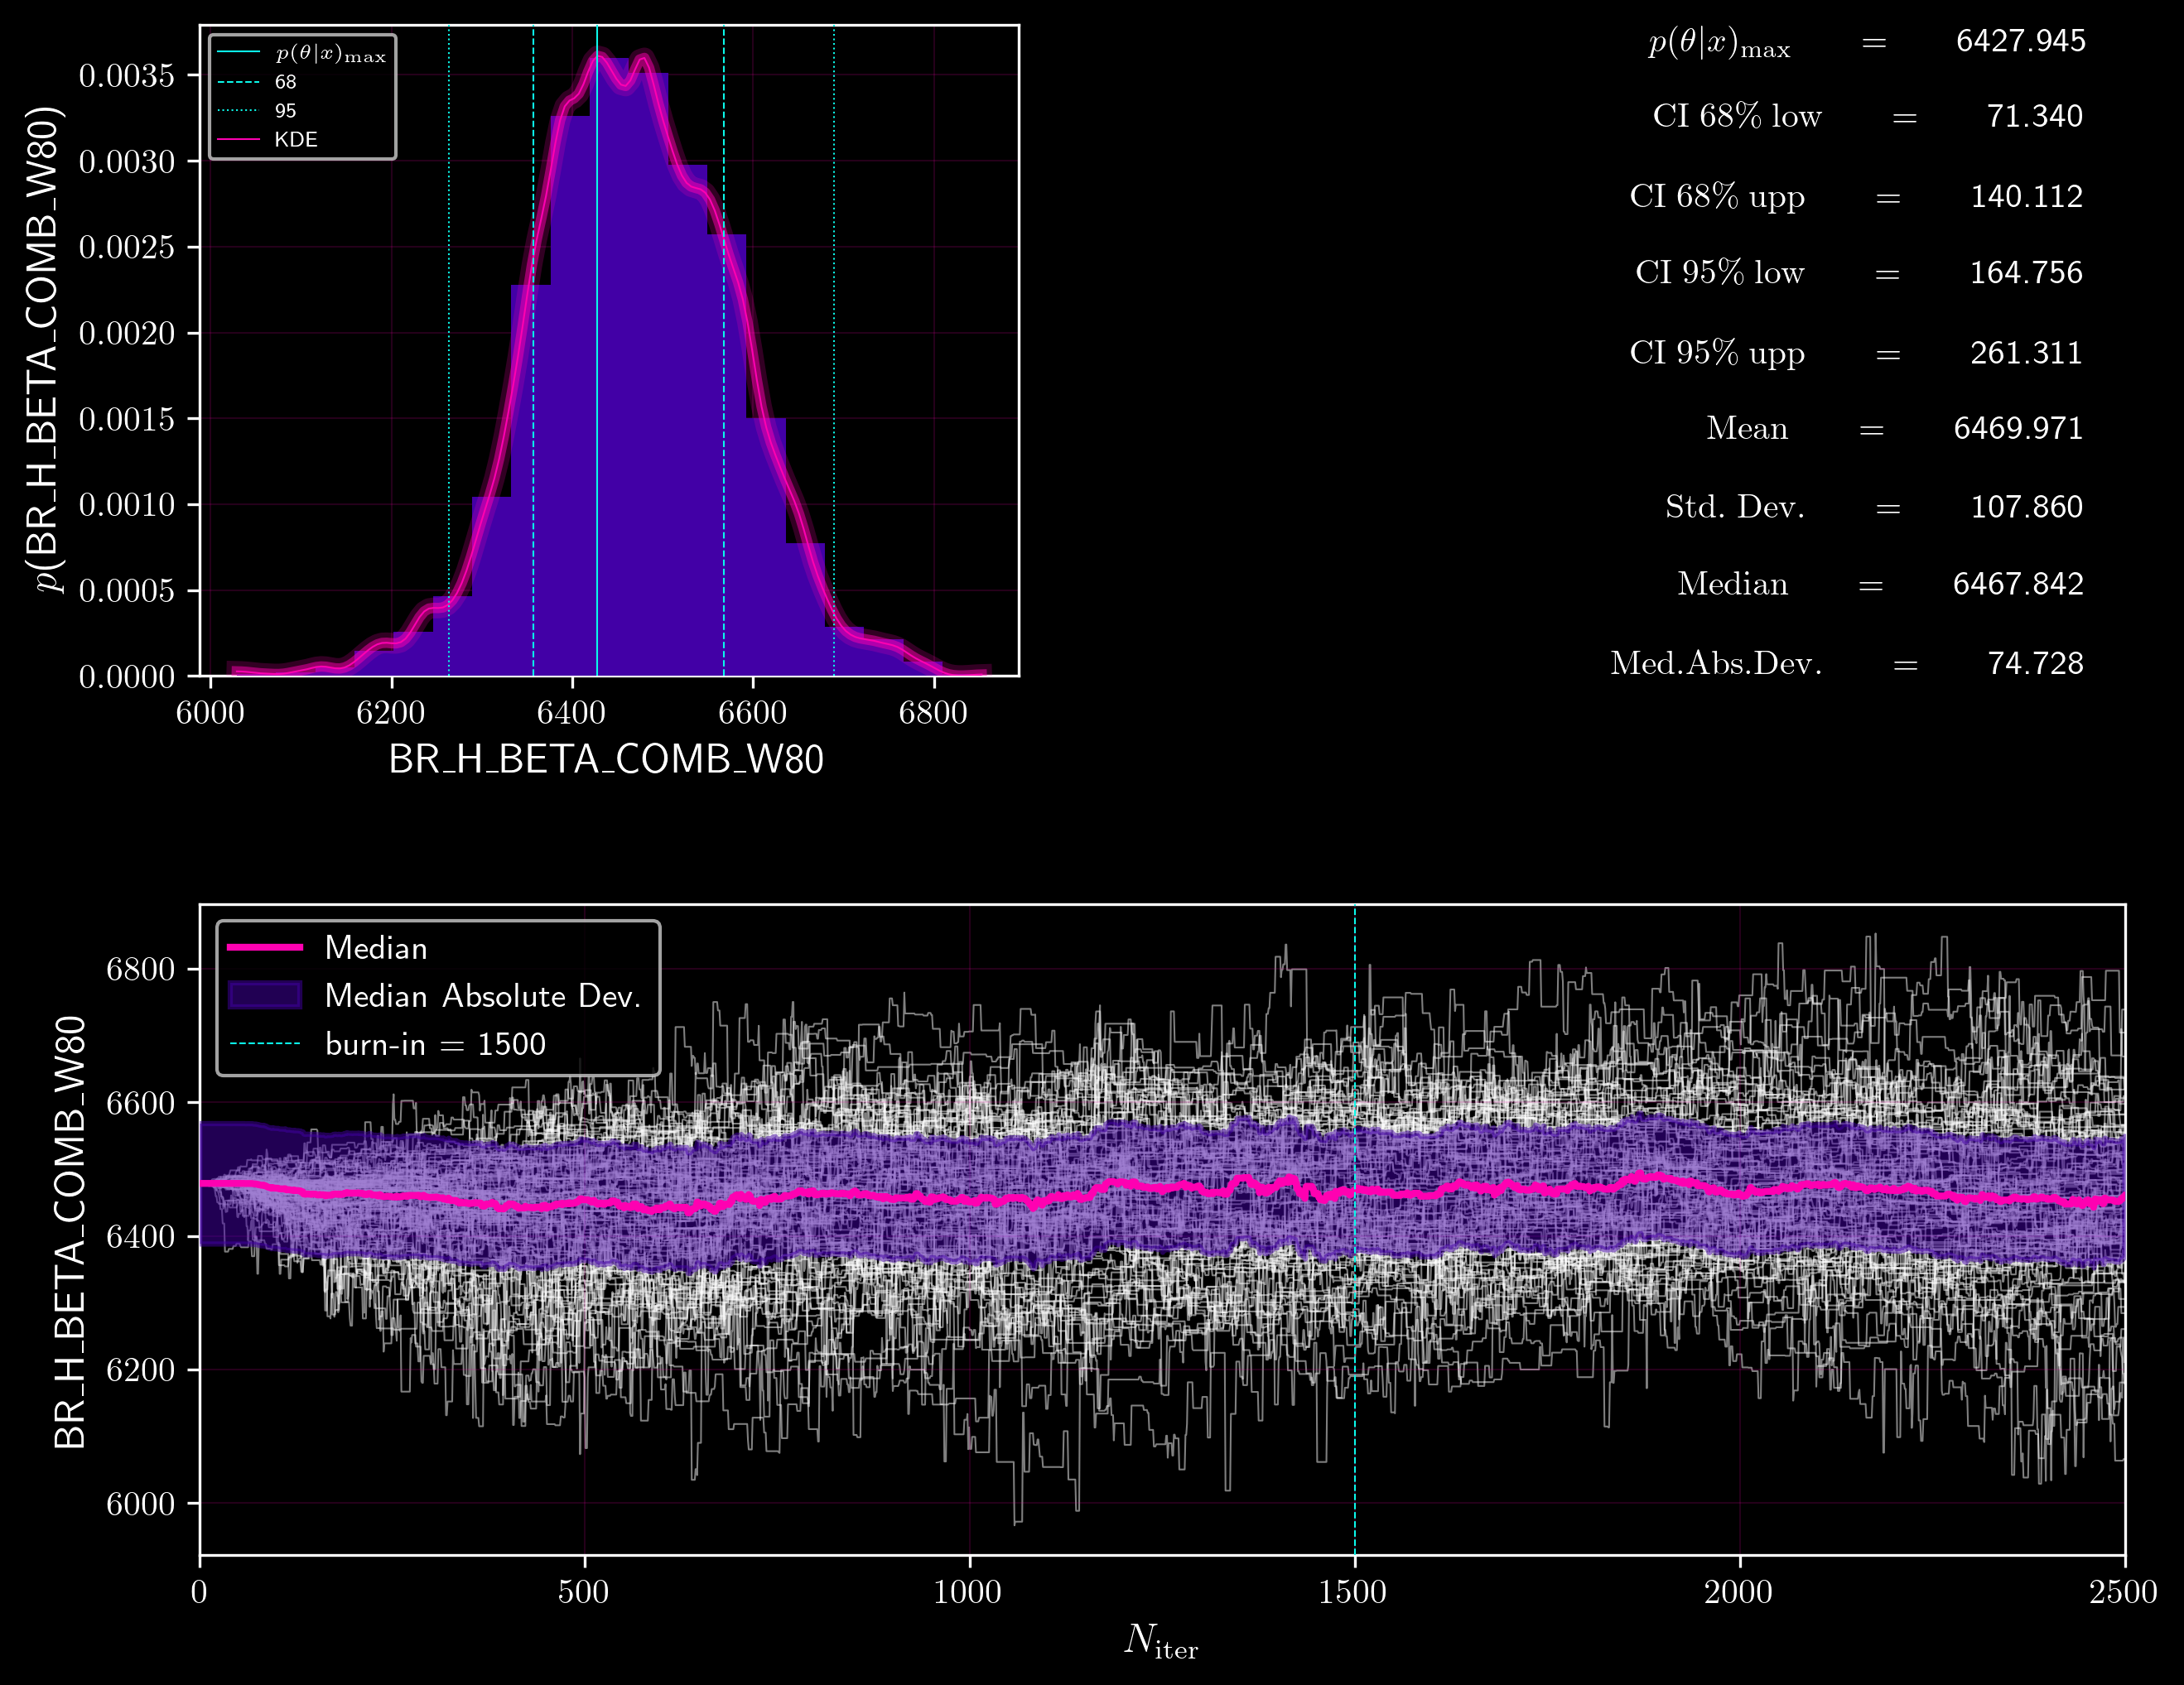 p(BR_H_BETA_COMB_W80)
0.0035
0.0030
0.0025
0.0020
0.0015
0.0010
0.0005
0.0000
p(θ|x)max
68
95
KDE
6000 6200 6400 6600 6800
BR_H_BETA_COMB_W80
p(θ|x)max = 6427.945
CI 68% low = 71.340
CI 68% upp = 140.112
CI 95% low = 164.756
CI 95% upp = 261.311
Mean = 6469.971
Std. Dev. = 107.860
Median = 6467.842
Med.Abs.Dev. = 74.728
BR_H_BETA_COMB_W80
6800
6600
6400
6200
6000
Median
Median Absolute Dev.
burn-in = 1500
0 500 1000 1500 2000 2500
Niter